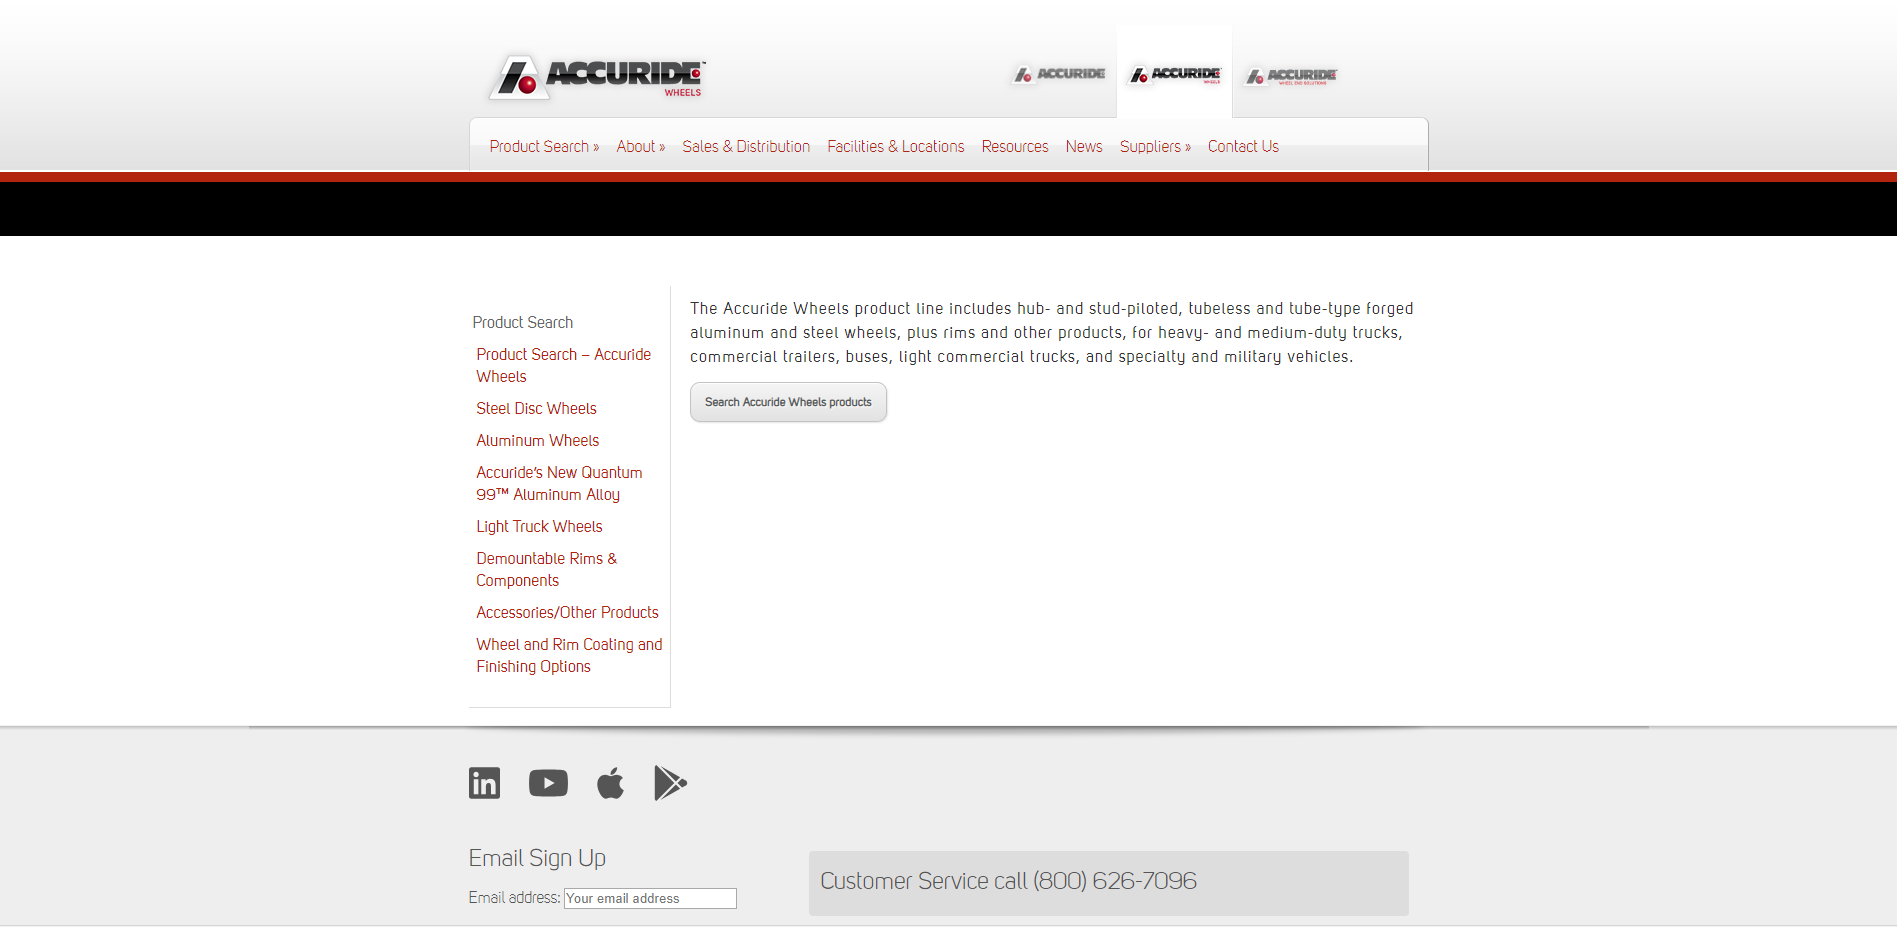 ACCURIDE™
WHEELS
ACCURIDE
ACCURIDE
WHEELS
ACCURIDE
WHEEL END SOLUTIONS
Product Search » About » Sales & Distribution Facilities & Locations Resources News Suppliers » Contact Us
Product Search
Product Search – Accuride
Wheels
Steel Disc Wheels
Aluminum Wheels
Accuride's New Quantum
99™ Aluminum Alloy
Light Truck Wheels
Demountable Rims &
Components
Accessories/Other Products
Wheel and Rim Coating and
Finishing Options
The Accuride Wheels product line includes hub- and stud-piloted, tubeless and tube-type forged
aluminum and steel wheels, plus rims and other products, for heavy- and medium-duty trucks,
commercial trailers, buses, light commercial trucks, and specialty and military vehicles.
Search Accuride Wheels products
in
Email Sign Up
Email address: Your email address
Customer Service call (800) 626-7096